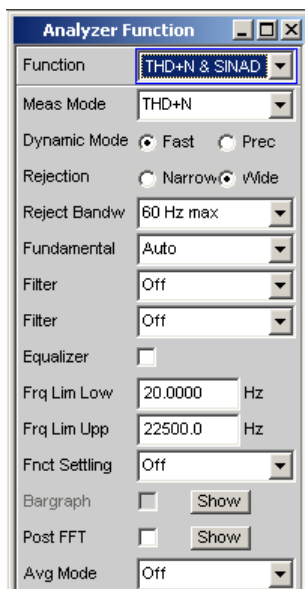 Analyzer Function
Function THD+N & SINAD
Meas Mode THD+N
Dynamic Mode Fast Prec
Rejection Narrow Wide
Reject Bandw 60 Hz max
Fundamental Auto
Filter Off
Filter Off
Equalizer
Frq Lim Low 20.0000 Hz
Frq Lim Upp 22500.0 Hz
Fnct Settling Off
Bargraph Show
Post FFT Show
Avg Mode Off